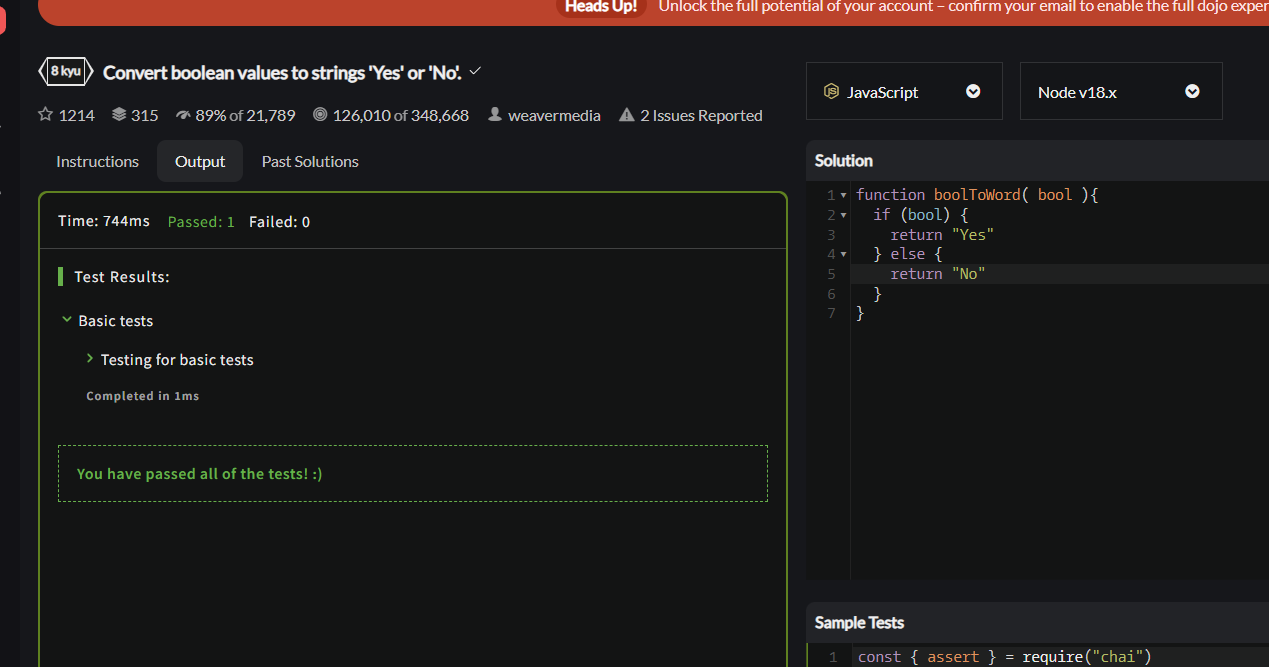 Heads Up! Unlock the full potential of your account – confirm your email to enable the full dojo exper
8 kyu Convert boolean values to strings 'Yes' or 'No'.
1214 315 89% of 21,789 126,010 of 348,668 weavermedia 2 Issues Reported
JavaScript Node v18.x
Instructions Output Past Solutions
Time: 744ms Passed: 1 Failed: 0
Test Results:
Basic tests
Testing for basic tests
Completed in 1ms
You have passed all of the tests! :)
Solution
1 function boolToWord( bool ){
2 if (bool) {
3 return "Yes"
4 } else {
5 return "No"
6 }
7 }
Sample Tests
1 const { assert } = require("chai")